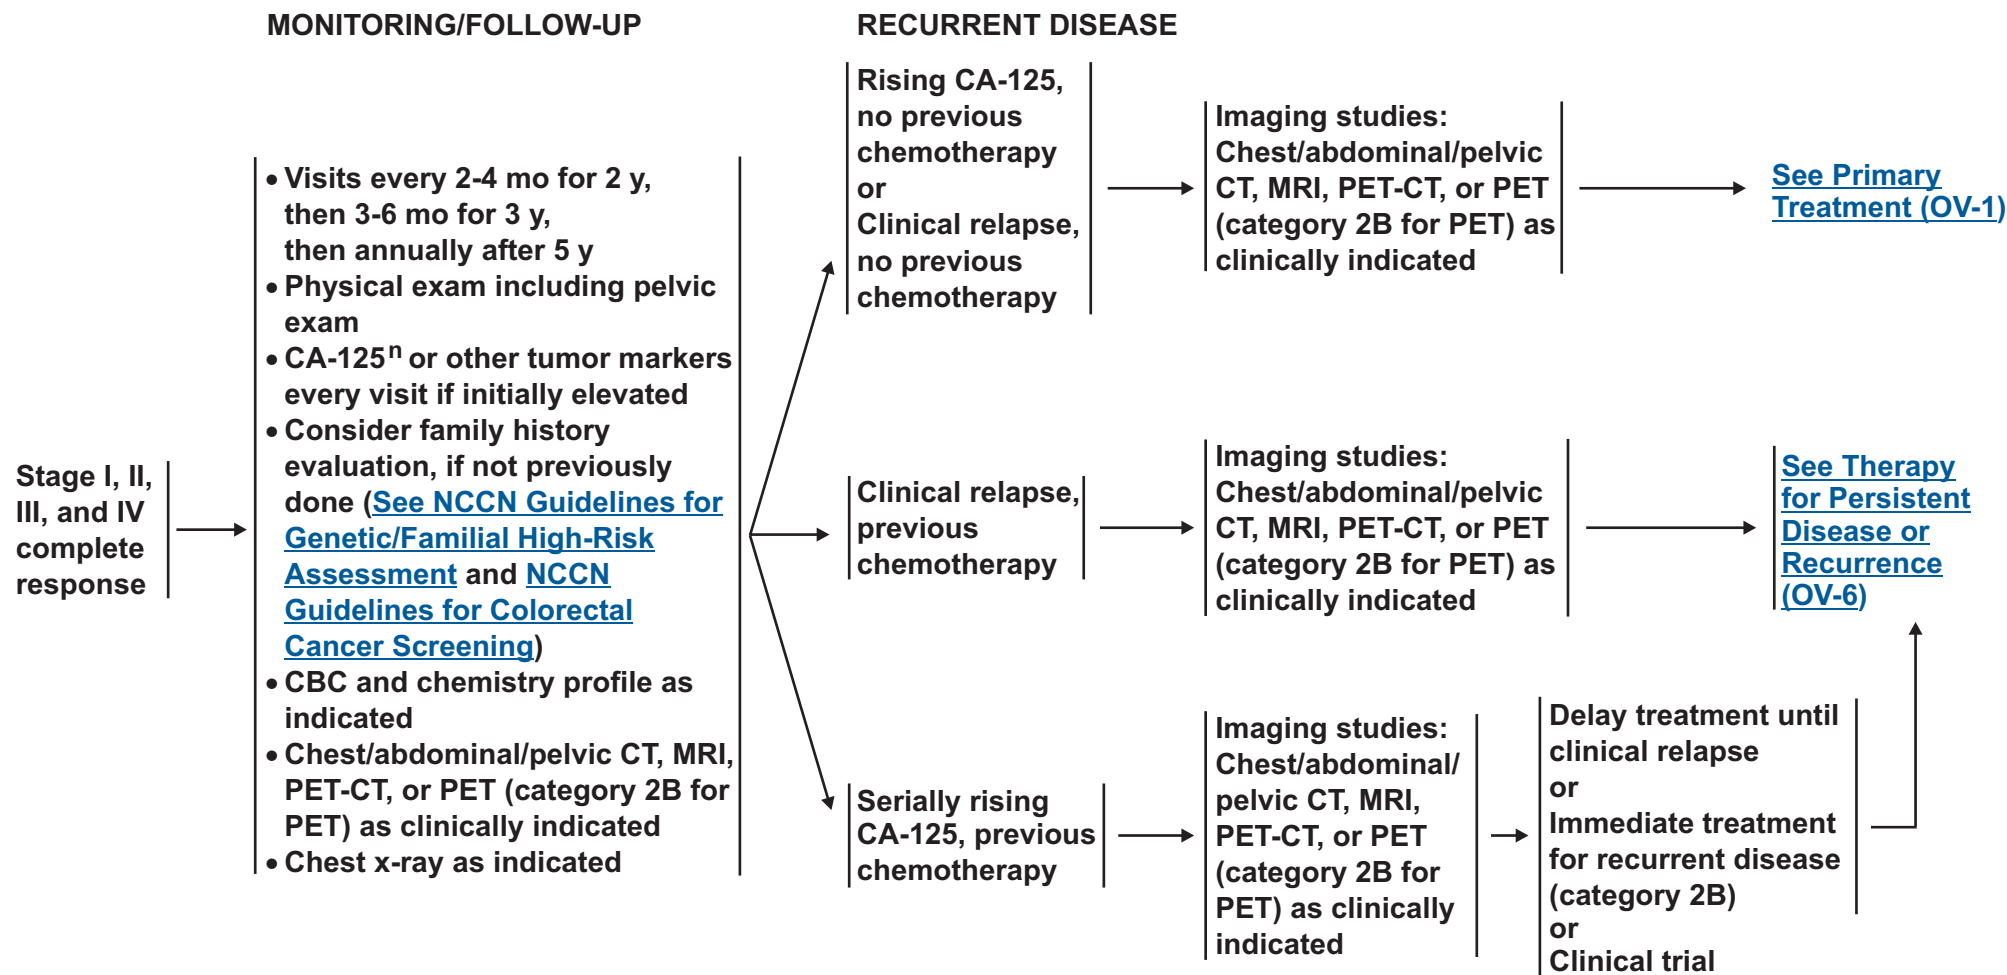 MONITORING/FOLLOW-UP
RECURRENT DISEASE
Stage I, II,
III, and IV
complete
response
• Visits every 2-4 mo for 2 y,
then 3-6 mo for 3 y,
then annually after 5 y
• Physical exam including pelvic
exam
• CA-125n or other tumor markers
every visit if initially elevated
• Consider family history
evaluation, if not previously
done (See NCCN Guidelines for
Genetic/Familial High-Risk
Assessment and NCCN
Guidelines for Colorectal
Cancer Screening)
• CBC and chemistry profile as
indicated
• Chest/abdominal/pelvic CT, MRI,
PET-CT, or PET (category 2B for
PET) as clinically indicated
• Chest x-ray as indicated
Rising CA-125,
no previous
chemotherapy
or
Clinical relapse,
no previous
chemotherapy
Imaging studies:
Chest/abdominal/pelvic
CT, MRI, PET-CT, or PET
(category 2B for PET) as
clinically indicated
See Primary
Treatment (OV-1)
Clinical relapse,
previous
chemotherapy
Imaging studies:
Chest/abdominal/pelvic
CT, MRI, PET-CT, or PET
(category 2B for PET) as
clinically indicated
See Therapy
for Persistent
Disease or
Recurrence
(OV-6)
Serially rising
CA-125, previous
chemotherapy
Imaging studies:
Chest/abdominal/
pelvic CT, MRI,
PET-CT, or PET
(category 2B for
PET) as clinically
indicated
Delay treatment until
clinical relapse
or
Immediate treatment
for recurrent disease
(category 2B)
or
Clinical trial